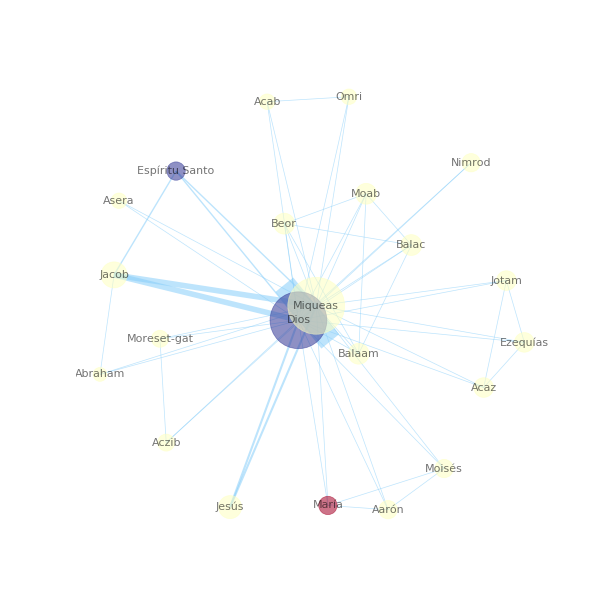 Omri
Acab
Nimrod
Espíritu Santo
Moab
Asera
Beor
Balac
Jacob
Jotam
Miqueas
Dios
Moreset-gat
Ezequías
Balaam
Abraham
Acaz
Aczib
Moisés
María
Jesús
Aarón